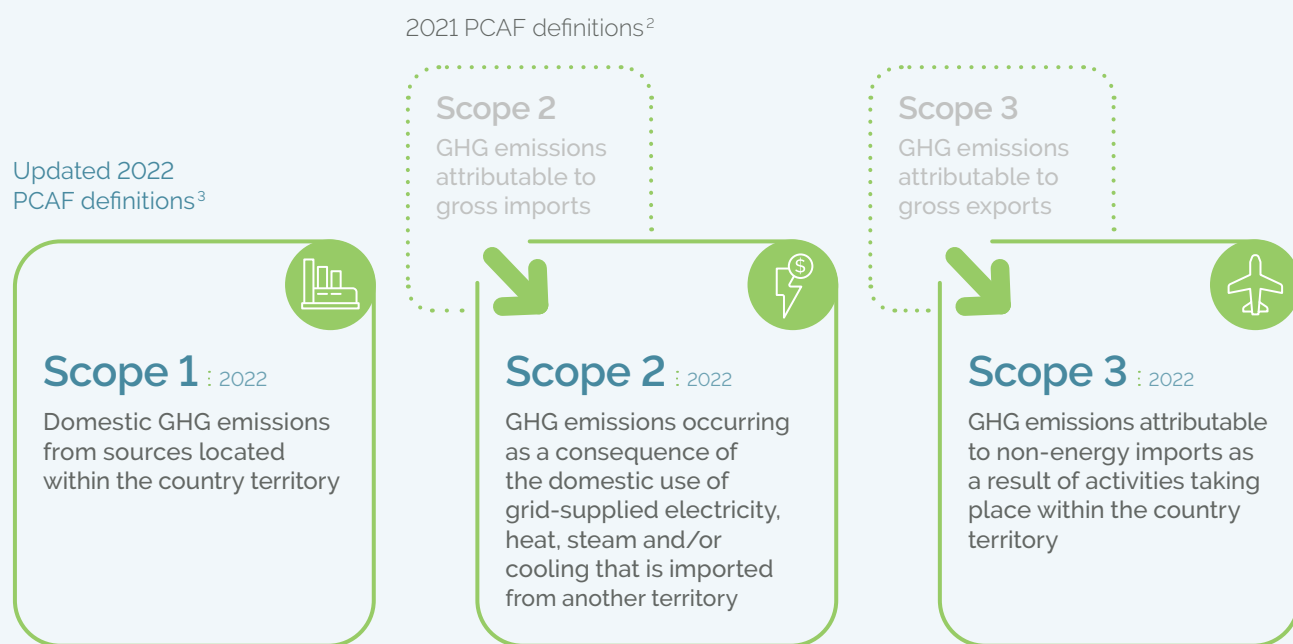 2021 PCAF definitions²
Scope 2
GHG emissions
attributable to
gross imports
Scope 3
GHG emissions
attributable to
gross exports
Updated 2022
PCAF definitions³
Scope 1 : 2022
Domestic GHG emissions
from sources located
within the country territory
$
Scope 2 : 2022
GHG emissions occurring
as a consequence of
the domestic use of
grid-supplied electricity,
heat, steam and/or
cooling that is imported
from another territory
Scope 3 : 2022
GHG emissions attributable
to non-energy imports as
a result of activities taking
place within the country
territory